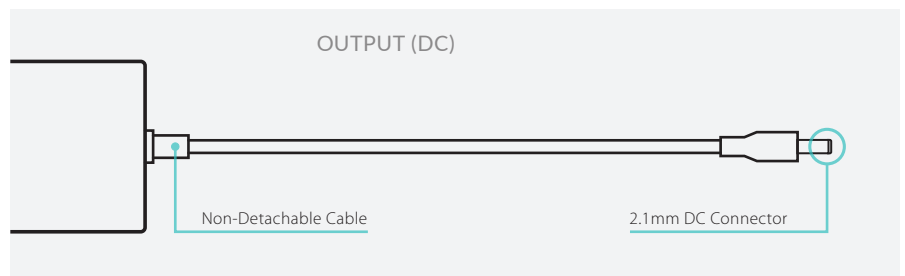 OUTPUT (DC)
Non-Detachable Cable
2.1mm DC Connector